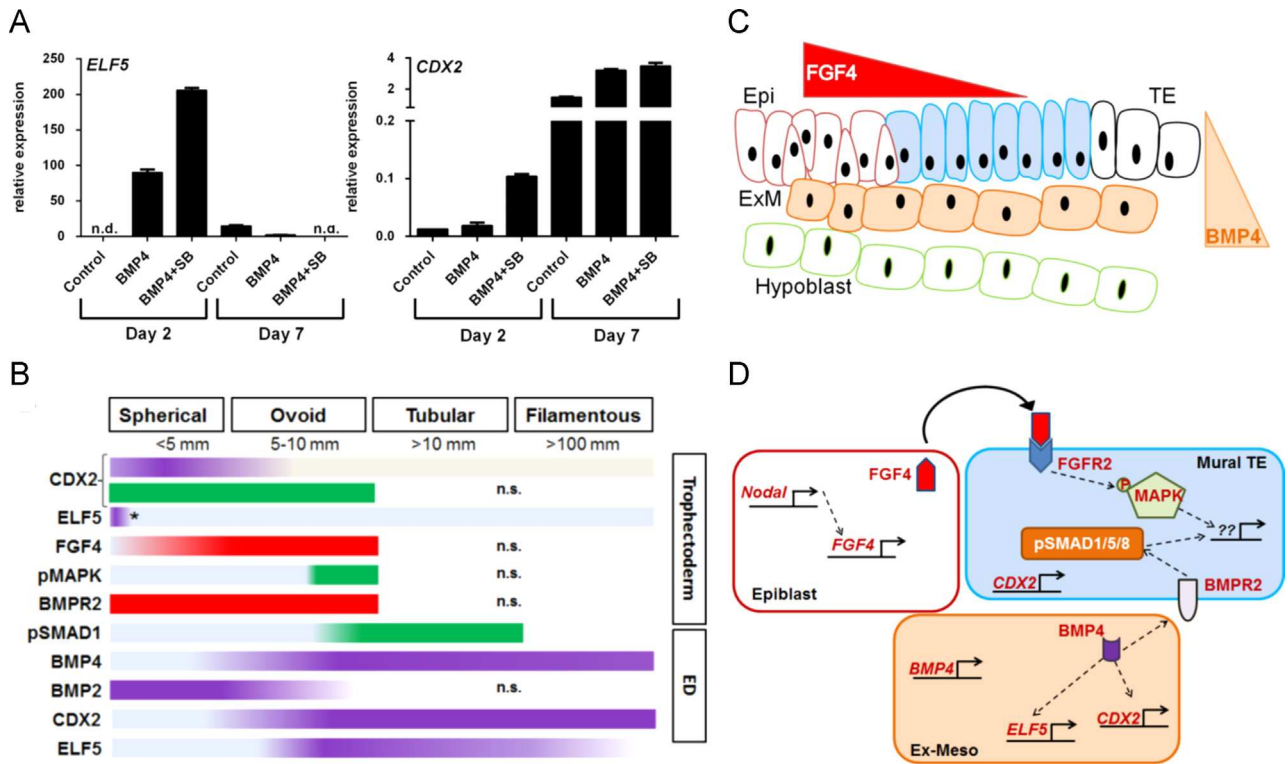 A
ELF5
relative expression
250
200
150
100
50
0
n.d.
n.d.
Control
BMP4
BMP4+SB
Control
BMP4
BMP4+SB
Day 2
Day 7
CDX2
relative expression
4
2
0.2
0.1
0.0
Control
BMP4
BMP4+SB
Control
BMP4
BMP4+SB
Day 2
Day 7
B
Spherical
Ovoid
Tubular
Filamentous
<5 mm
5-10 mm
>10 mm
>100 mm
CDX2
n.s.
ELF5
*
FGF4
n.s.
pMAPK
n.s.
BMPR2
n.s.
pSMAD1
BMP4
BMP2
n.s.
CDX2
ELF5
Trophectoderm
ED
C
FGF4
Epi
TE
ExM
BMP4
Hypoblast
D
FGF4
Nodal
FGF4
Epiblast
FGFR2
Mural TE
P
MAPK
??
pSMAD1/5/8
CDX2
BMPR2
BMP4
BMP4
ELF5
CDX2
Ex-Meso